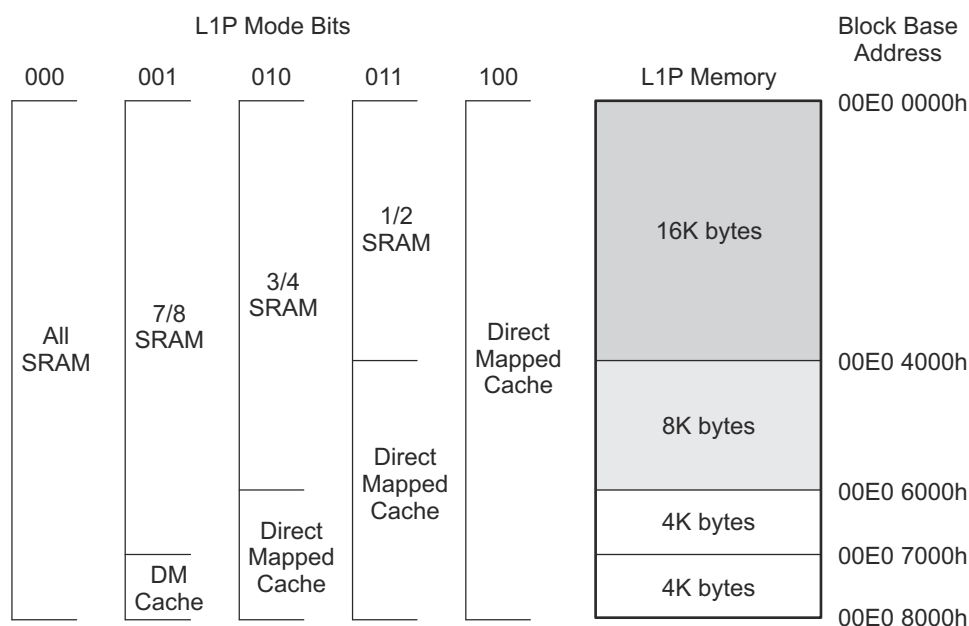 L1P Mode Bits
Block Base
Address
000 001 010 011 100 L1P Memory
00E0 0000h
1/2
SRAM
16K bytes
3/4
SRAM
7/8
SRAM
All
SRAM
Direct
Mapped
Cache
00E0 4000h
8K bytes
Direct
Mapped
Cache
00E0 6000h
4K bytes
Direct
Mapped
Cache
00E0 7000h
DM
Cache
4K bytes
00E0 8000h